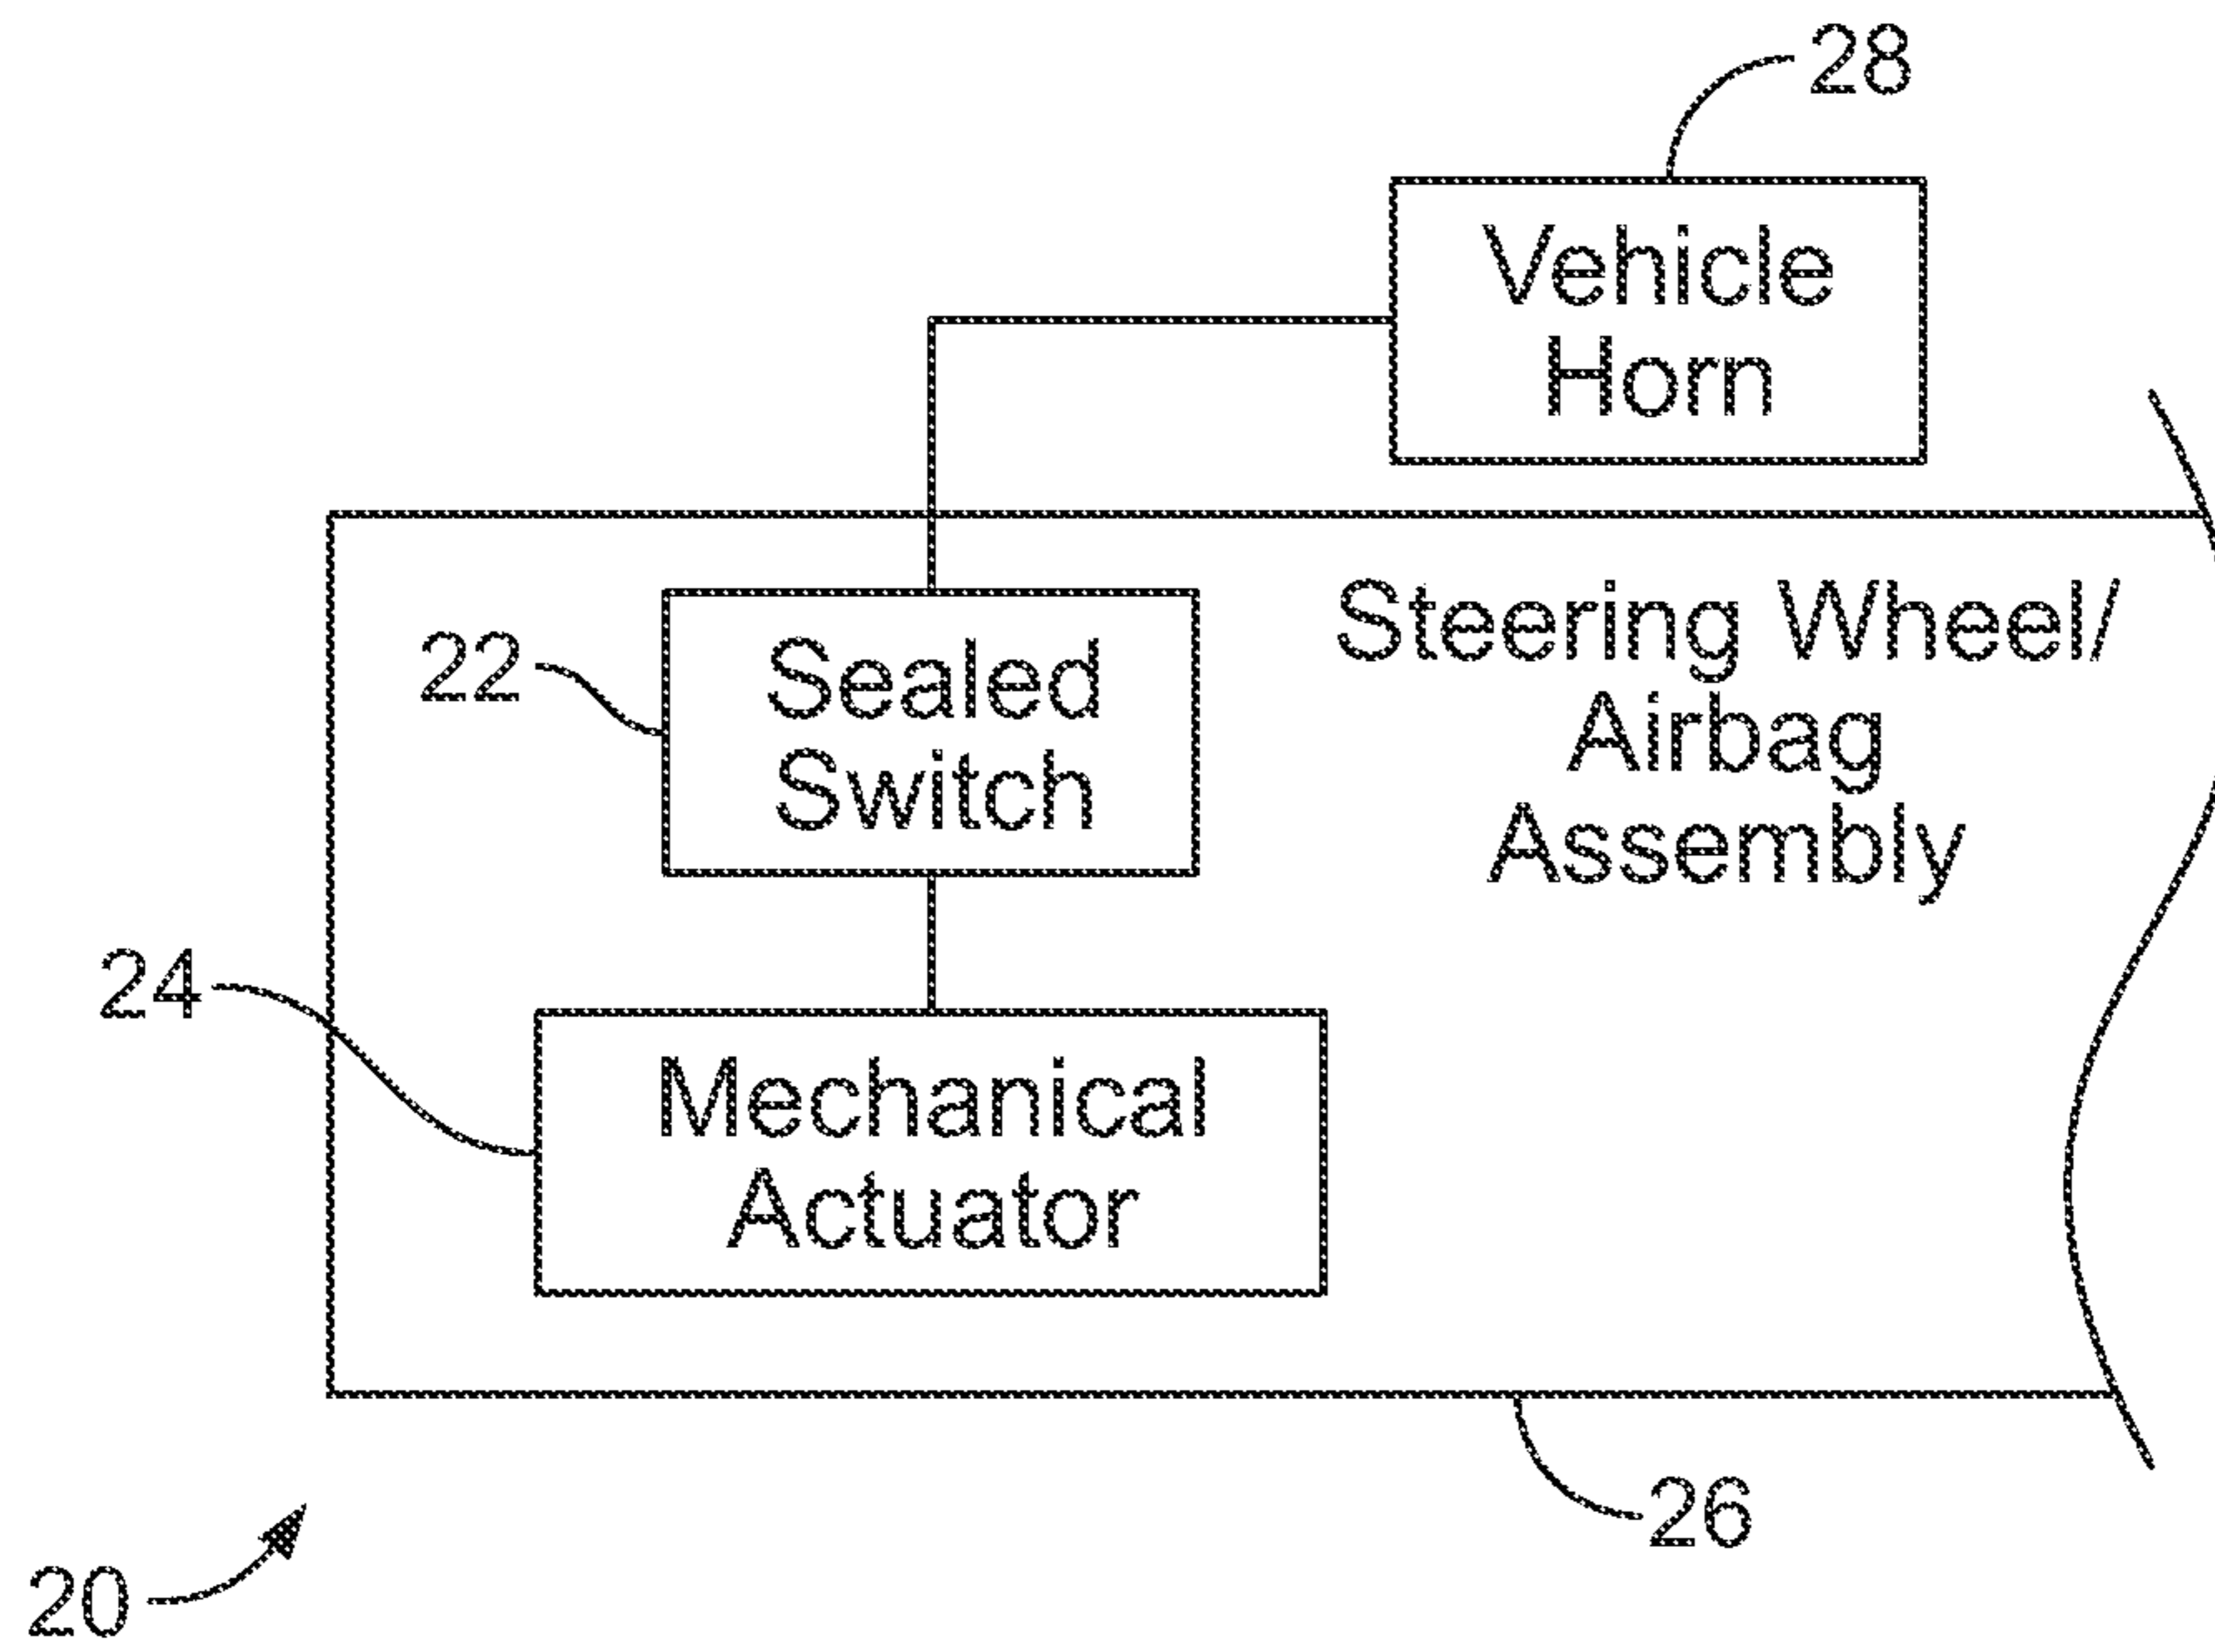 28
Vehicle
Horn
22
Sealed
Switch
Steering Wheel/
Airbag
Assembly
24
Mechanical
Actuator
26
20